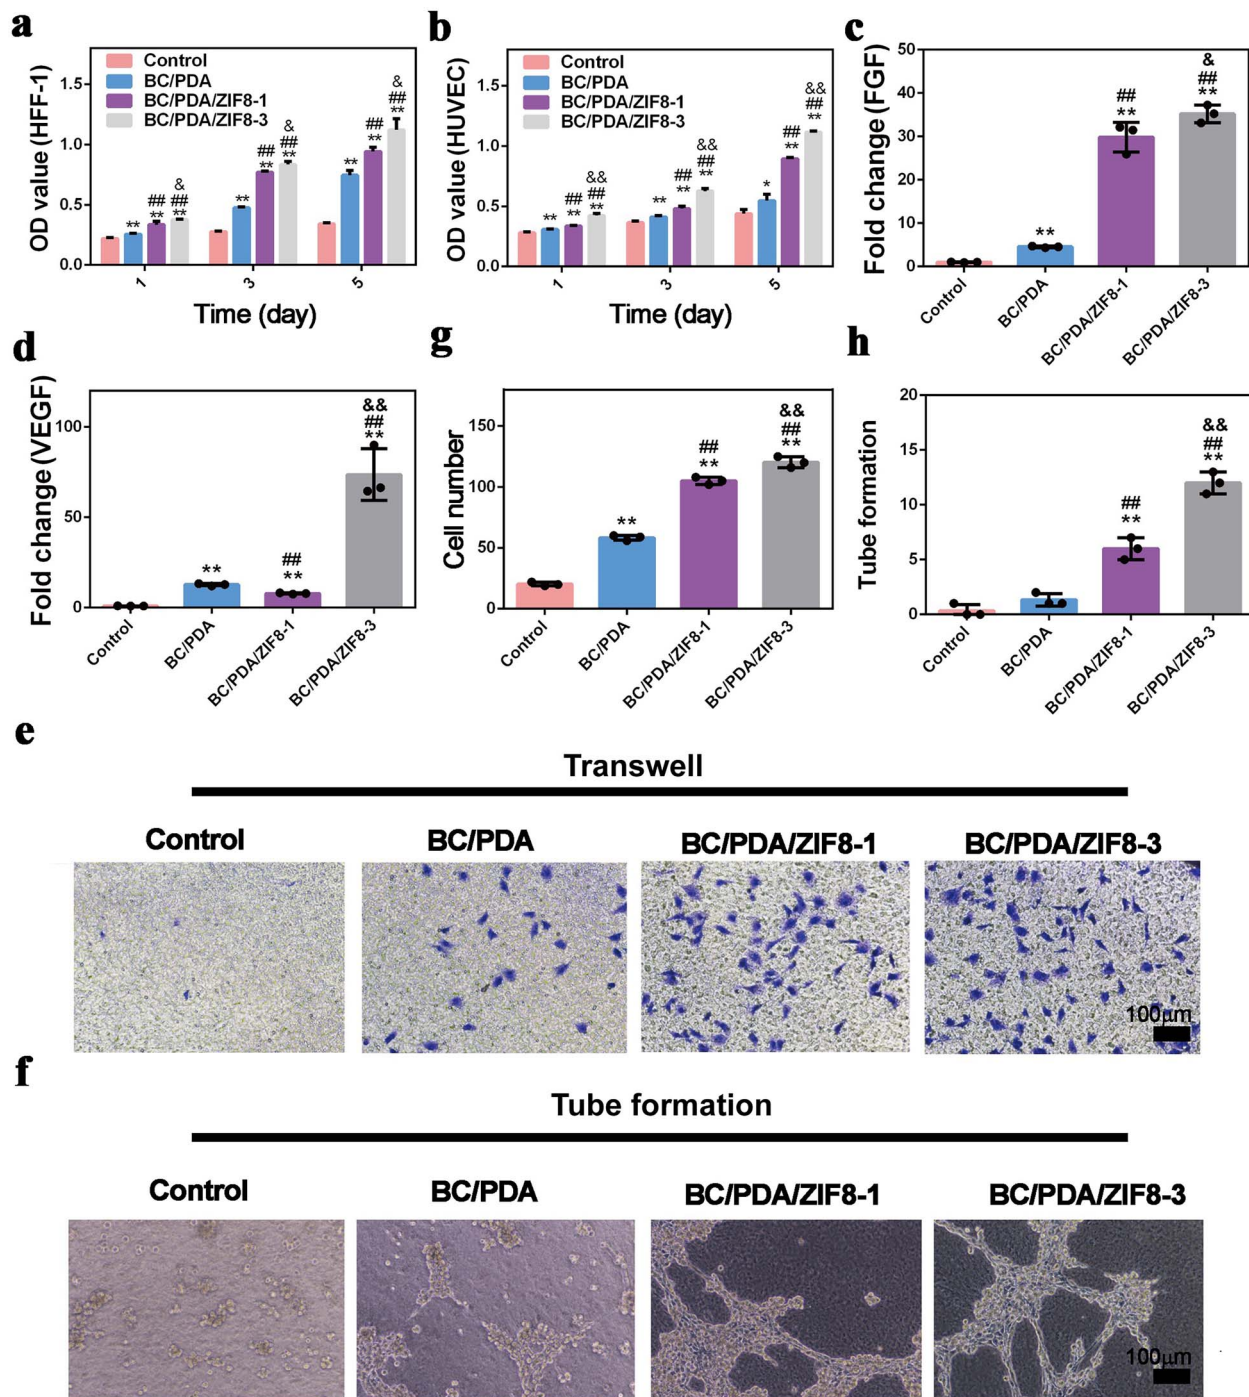 a
OD value (HFF-1)
1.5
1.0
0.5
0.0
Control
BC/PDA
BC/PDA/ZIF8-1
BC/PDA/ZIF8-3
**
##
**
&
##
**
**
##
**
&
##
**
**
##
**
&
##
**
1
3
5
Time (day)
b
OD value (HUVEC)
1.5
1.0
0.5
0.0
Control
BC/PDA
BC/PDA/ZIF8-1
BC/PDA/ZIF8-3
**
##
**
&&
##
**
**
##
**
&&
##
**
*
##
**
&&
##
**
1
3
5
Time (day)
c
Fold change (FGF)
50
40
30
20
10
0
**
##
**
&
##
**
Control
BC/PDA
BC/PDA/ZIF8-1
BC/PDA/ZIF8-3
d
Fold change (VEGF)
100
50
0
**
##
**
&&
##
**
Control
BC/PDA
BC/PDA/ZIF8-1
BC/PDA/ZIF8-3
g
Cell number
150
100
50
0
**
##
**
&&
##
**
Control
BC/PDA
BC/PDA/ZIF8-1
BC/PDA/ZIF8-3
h
Tube formation
20
15
10
5
0
##
**
&&
##
**
Control
BC/PDA
BC/PDA/ZIF8-1
BC/PDA/ZIF8-3
e
Transwell
Control
BC/PDA
BC/PDA/ZIF8-1
BC/PDA/ZIF8-3
100μm
f
Tube formation
Control
BC/PDA
BC/PDA/ZIF8-1
BC/PDA/ZIF8-3
100μm